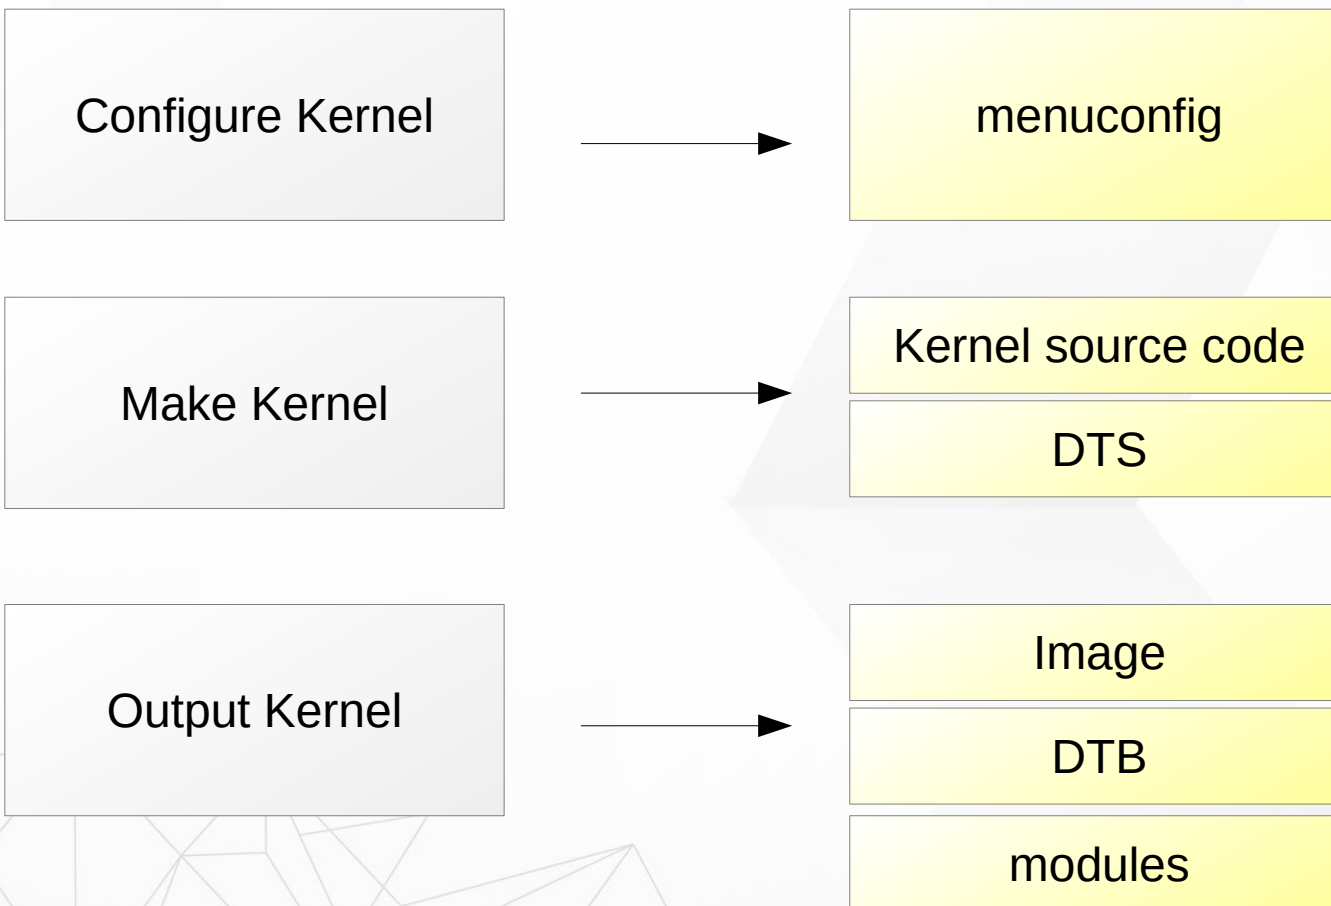 Configure Kernel
menuconfig
Make Kernel
Kernel source code
DTS
Output Kernel
Image
DTB
modules